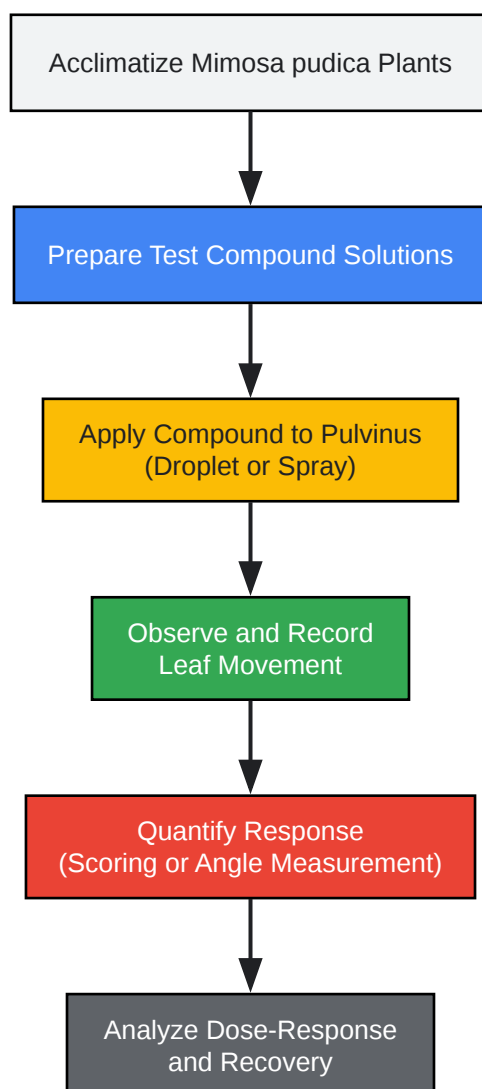 Acclimatize Mimosa pudica Plants
Prepare Test Compound Solutions
Apply Compound to Pulvinus
(Droplet or Spray)
Observe and Record
Leaf Movement
Quantify Response
(Scoring or Angle Measurement)
Analyze Dose-Response
and Recovery